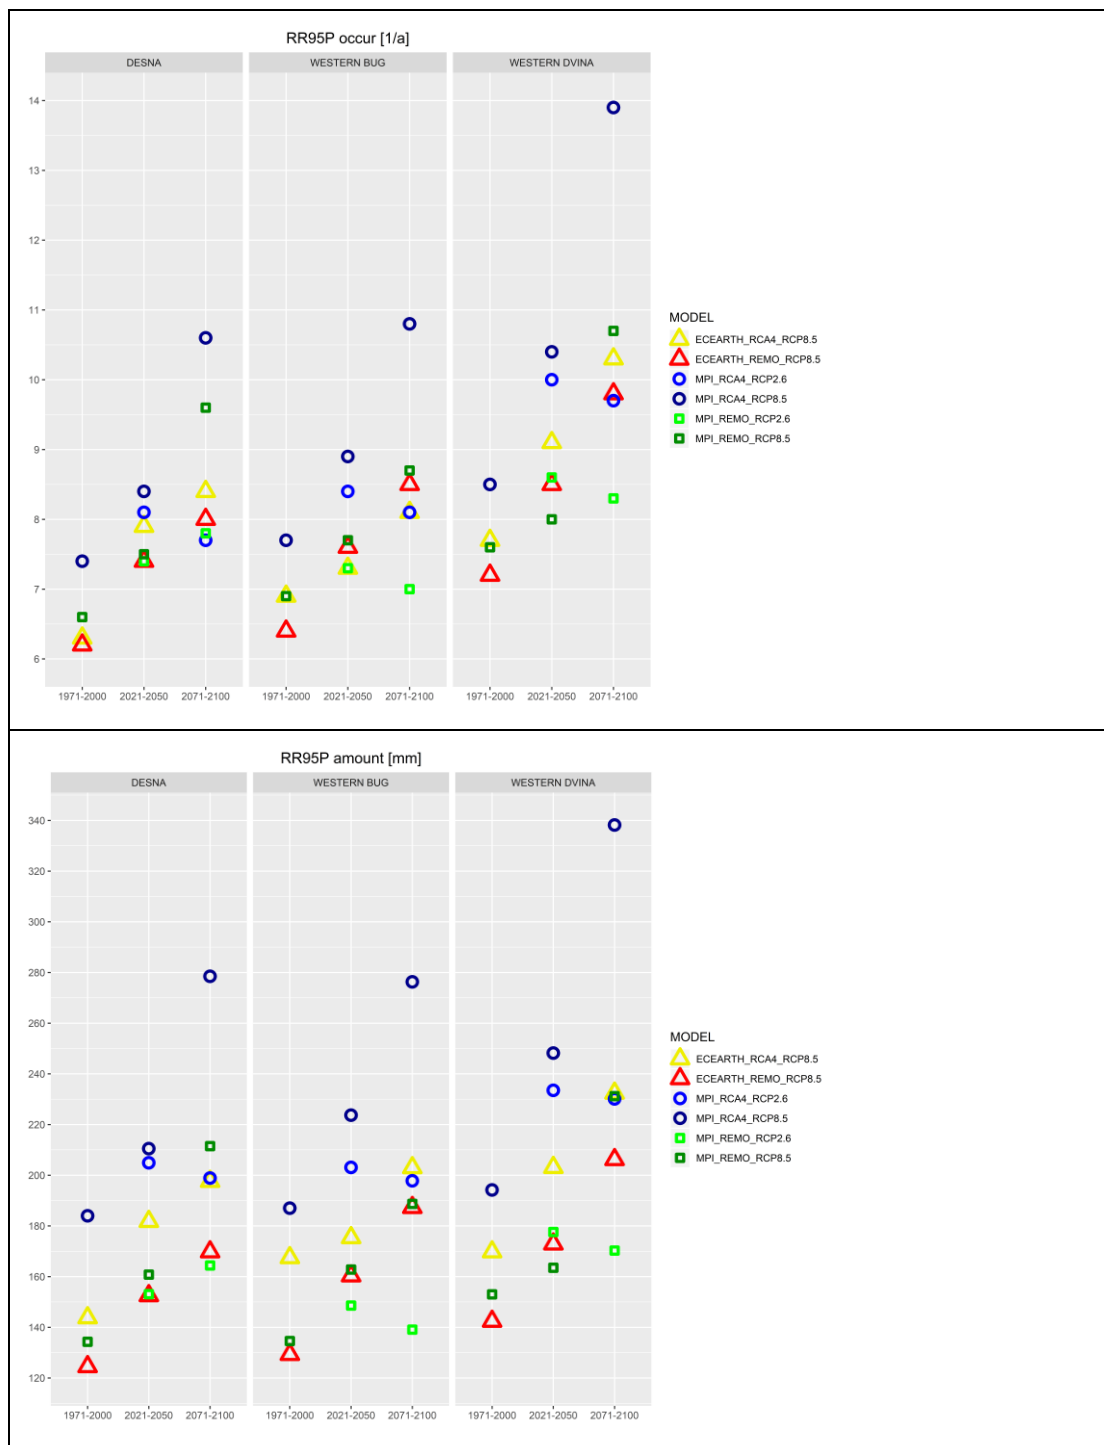 RR95P occur [1/a]
DESNA WESTERN BUG WESTERN DVINA
14
13
12
11
10
9
8
7
6
1971-2000 2021-2050 2071-2100 1971-2000 2021-2050 2071-2100 1971-2000 2021-2050 2071-2100
MODEL
ECEARTH_RCA4_RCP8.5
ECEARTH_REMO_RCP8.5
MPI_RCA4_RCP2.6
MPI_RCA4_RCP8.5
MPI_REMO_RCP2.6
MPI_REMO_RCP8.5
RR95P amount [mm]
DESNA WESTERN BUG WESTERN DVINA
340
320
300
280
260
240
220
200
180
160
140
120
1971-2000 2021-2050 2071-2100 1971-2000 2021-2050 2071-2100 1971-2000 2021-2050 2071-2100
MODEL
ECEARTH_RCA4_RCP8.5
ECEARTH_REMO_RCP8.5
MPI_RCA4_RCP2.6
MPI_RCA4_RCP8.5
MPI_REMO_RCP2.6
MPI_REMO_RCP8.5